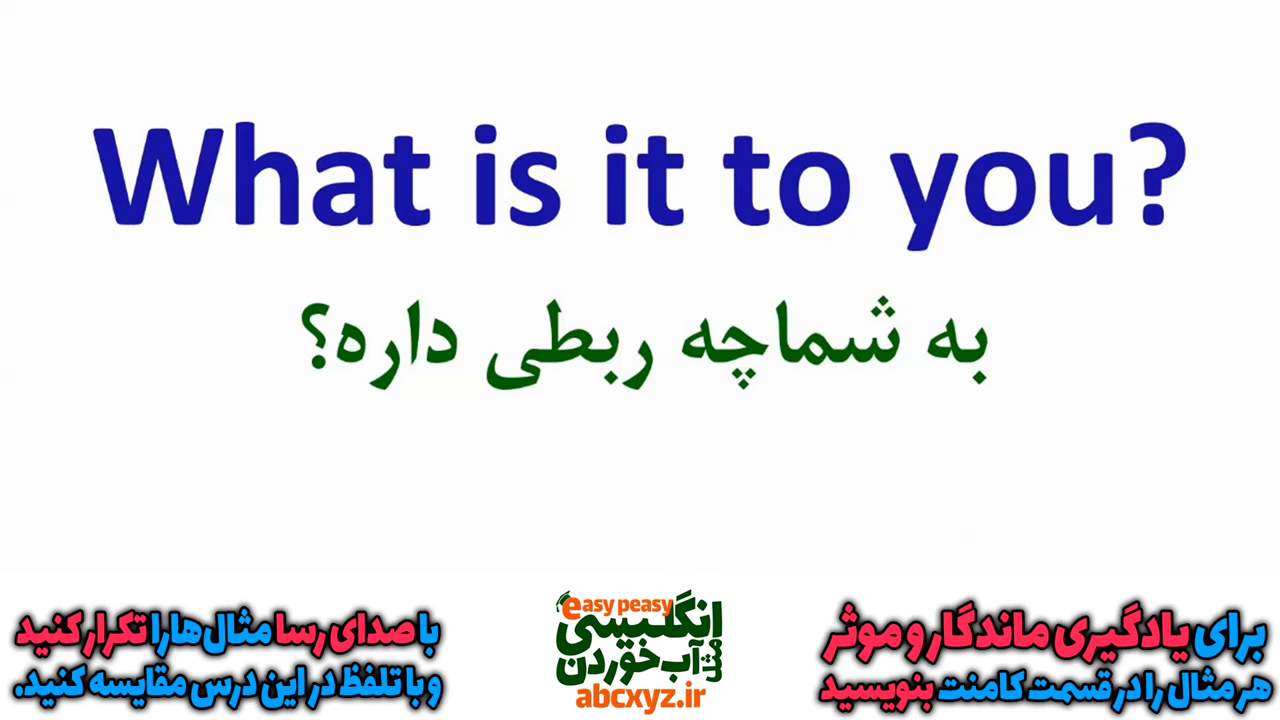 What is it to you?
به شماچه ربطی داره؟
برای یادگیری ماندگار و موثر
هر مثال را در قسمت کامنت بنویسید
easy peasy
انگلیسی
مثل آب خوردن
abcxyz.ir
با صدای رسا مثال‌ها را تکرار کنید
و با تلفظ در این درس مقایسه کنید.